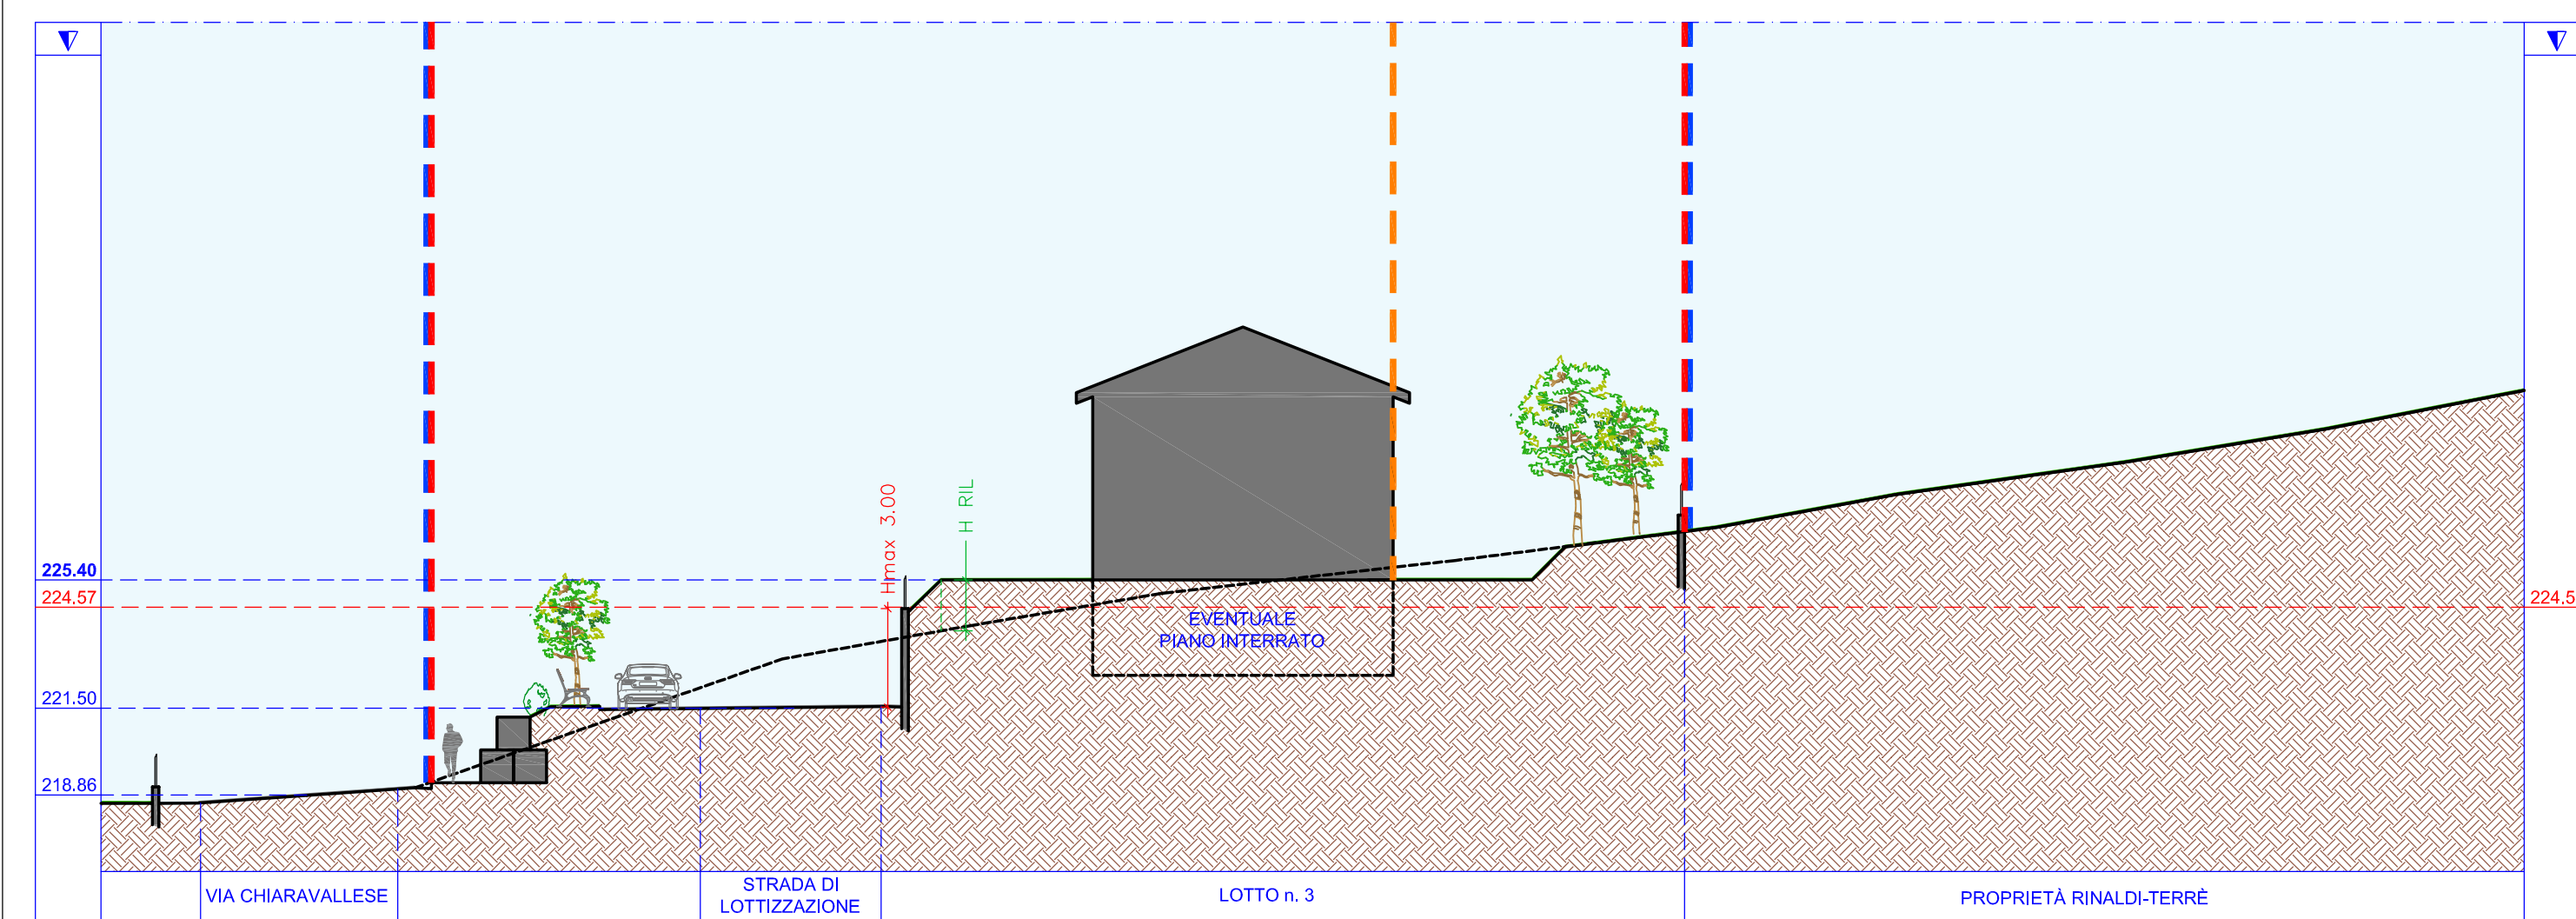 Hmax 3.00
H RIL
225.40
224.57
224.5
EVENTUALE
PIANO INTERRATO
221.50
218.86
VIA CHIARAVALLESE
STRADA DI
LOTTIZZAZIONE
LOTTO n. 3
PROPRIETÀ RINALDI-TERRÈ